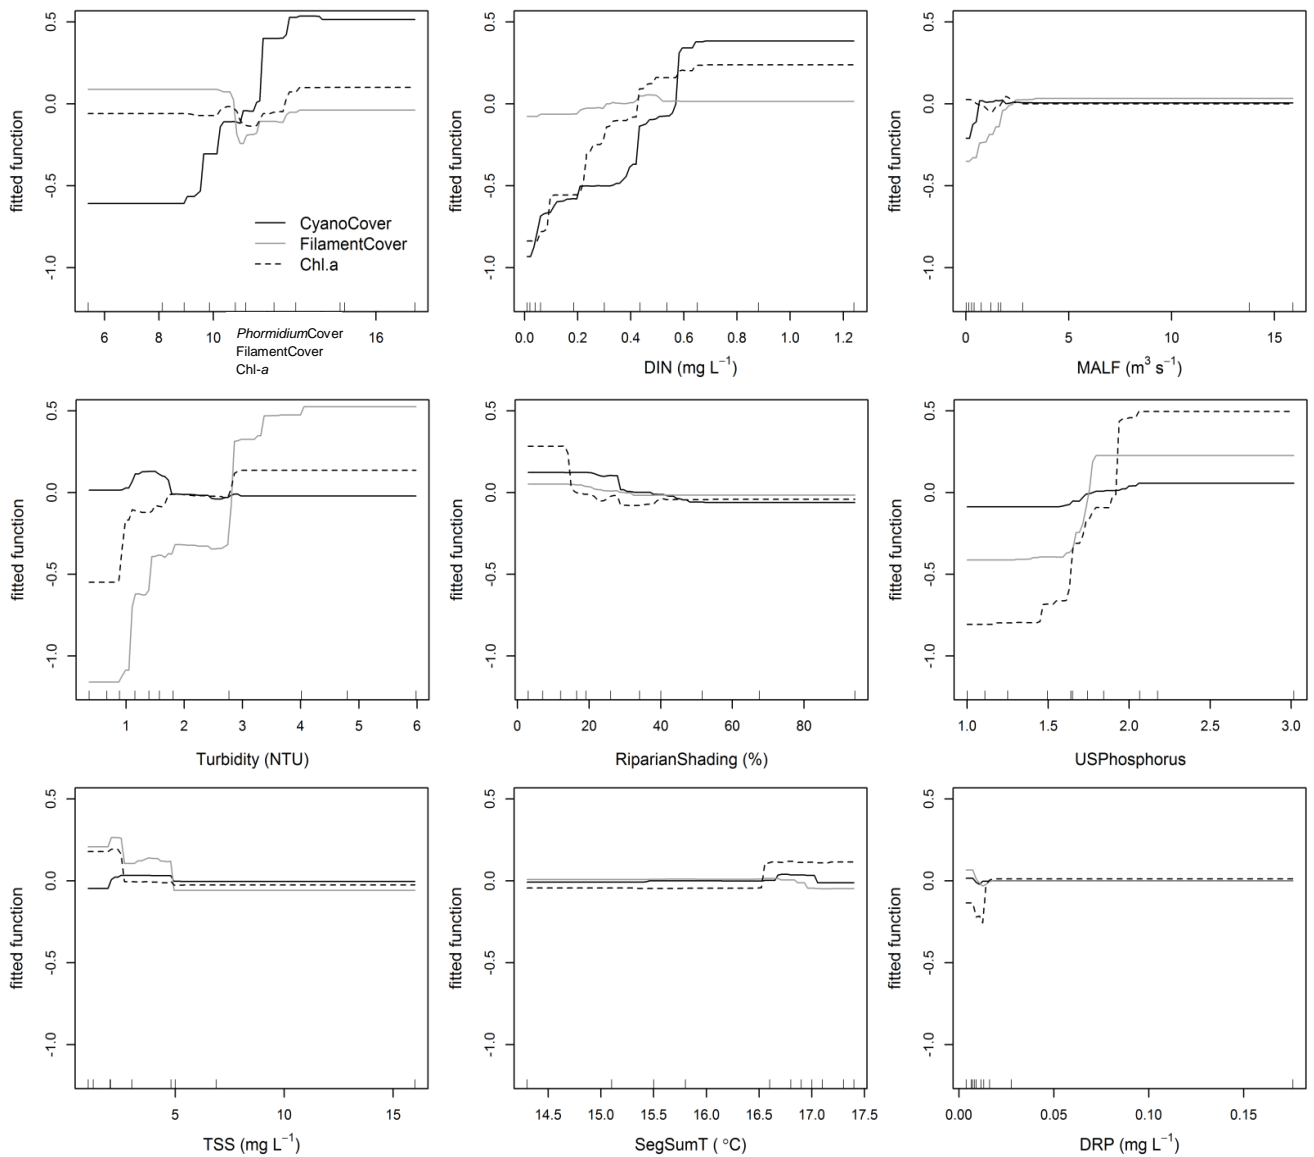 0.5
0.0
-0.5
-1.0
fitted function
CyanoCover
FilamentCover
Chl.a
6 8 10 16
PhormidiumCover
FilamentCover
Chl-a
0.5
0.0
-0.5
-1.0
fitted function
0.0 0.2 0.4 0.6 0.8 1.0 1.2
DIN (mg L⁻¹)
0.5
0.0
-0.5
-1.0
fitted function
0 5 10 15
MALF (m³ s⁻¹)
0.5
0.0
-0.5
-1.0
fitted function
1 2 3 4 5 6
Turbidity (NTU)
0.5
0.0
-0.5
-1.0
fitted function
0 20 40 60 80
RiparianShading (%)
0.5
0.0
-0.5
-1.0
fitted function
1.0 1.5 2.0 2.5 3.0
USPhosphorus
0.5
0.0
-0.5
-1.0
fitted function
5 10 15
TSS (mg L⁻¹)
0.5
0.0
-0.5
-1.0
fitted function
14.5 15.0 15.5 16.0 16.5 17.0 17.5
SegSumT ( °C)
0.5
0.0
-0.5
-1.0
fitted function
0.00 0.05 0.10 0.15
DRP (mg L⁻¹)